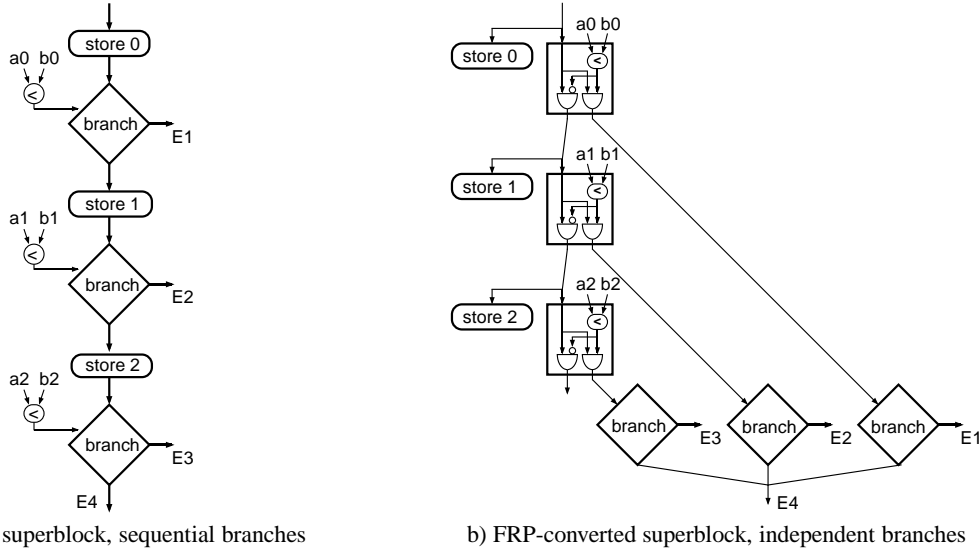 store 0
a0 b0
<
branch
E1
store 1
a1 b1
<
branch
E2
store 2
a2 b2
<
branch
E3
E4
superblock, sequential branches
a0 b0
store 0
<
a1 b1
store 1
<
a2 b2
store 2
<
branch
E3
branch
E2
branch
E1
E4
b) FRP-converted superblock, independent branches